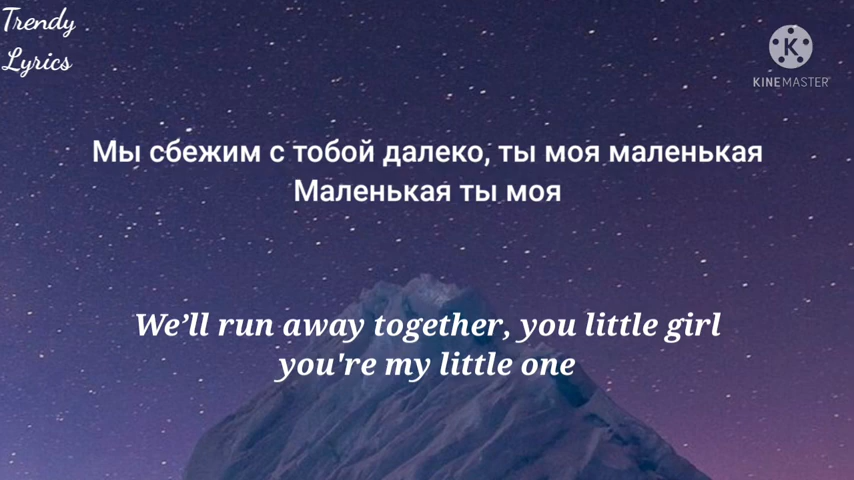 Trendy
Lyrics
K
KINEMASTER
Мы сбежим с тобой далеко, ты моя маленькая
Маленькая ты моя
We’ll run away together, you little girl
you're my little one